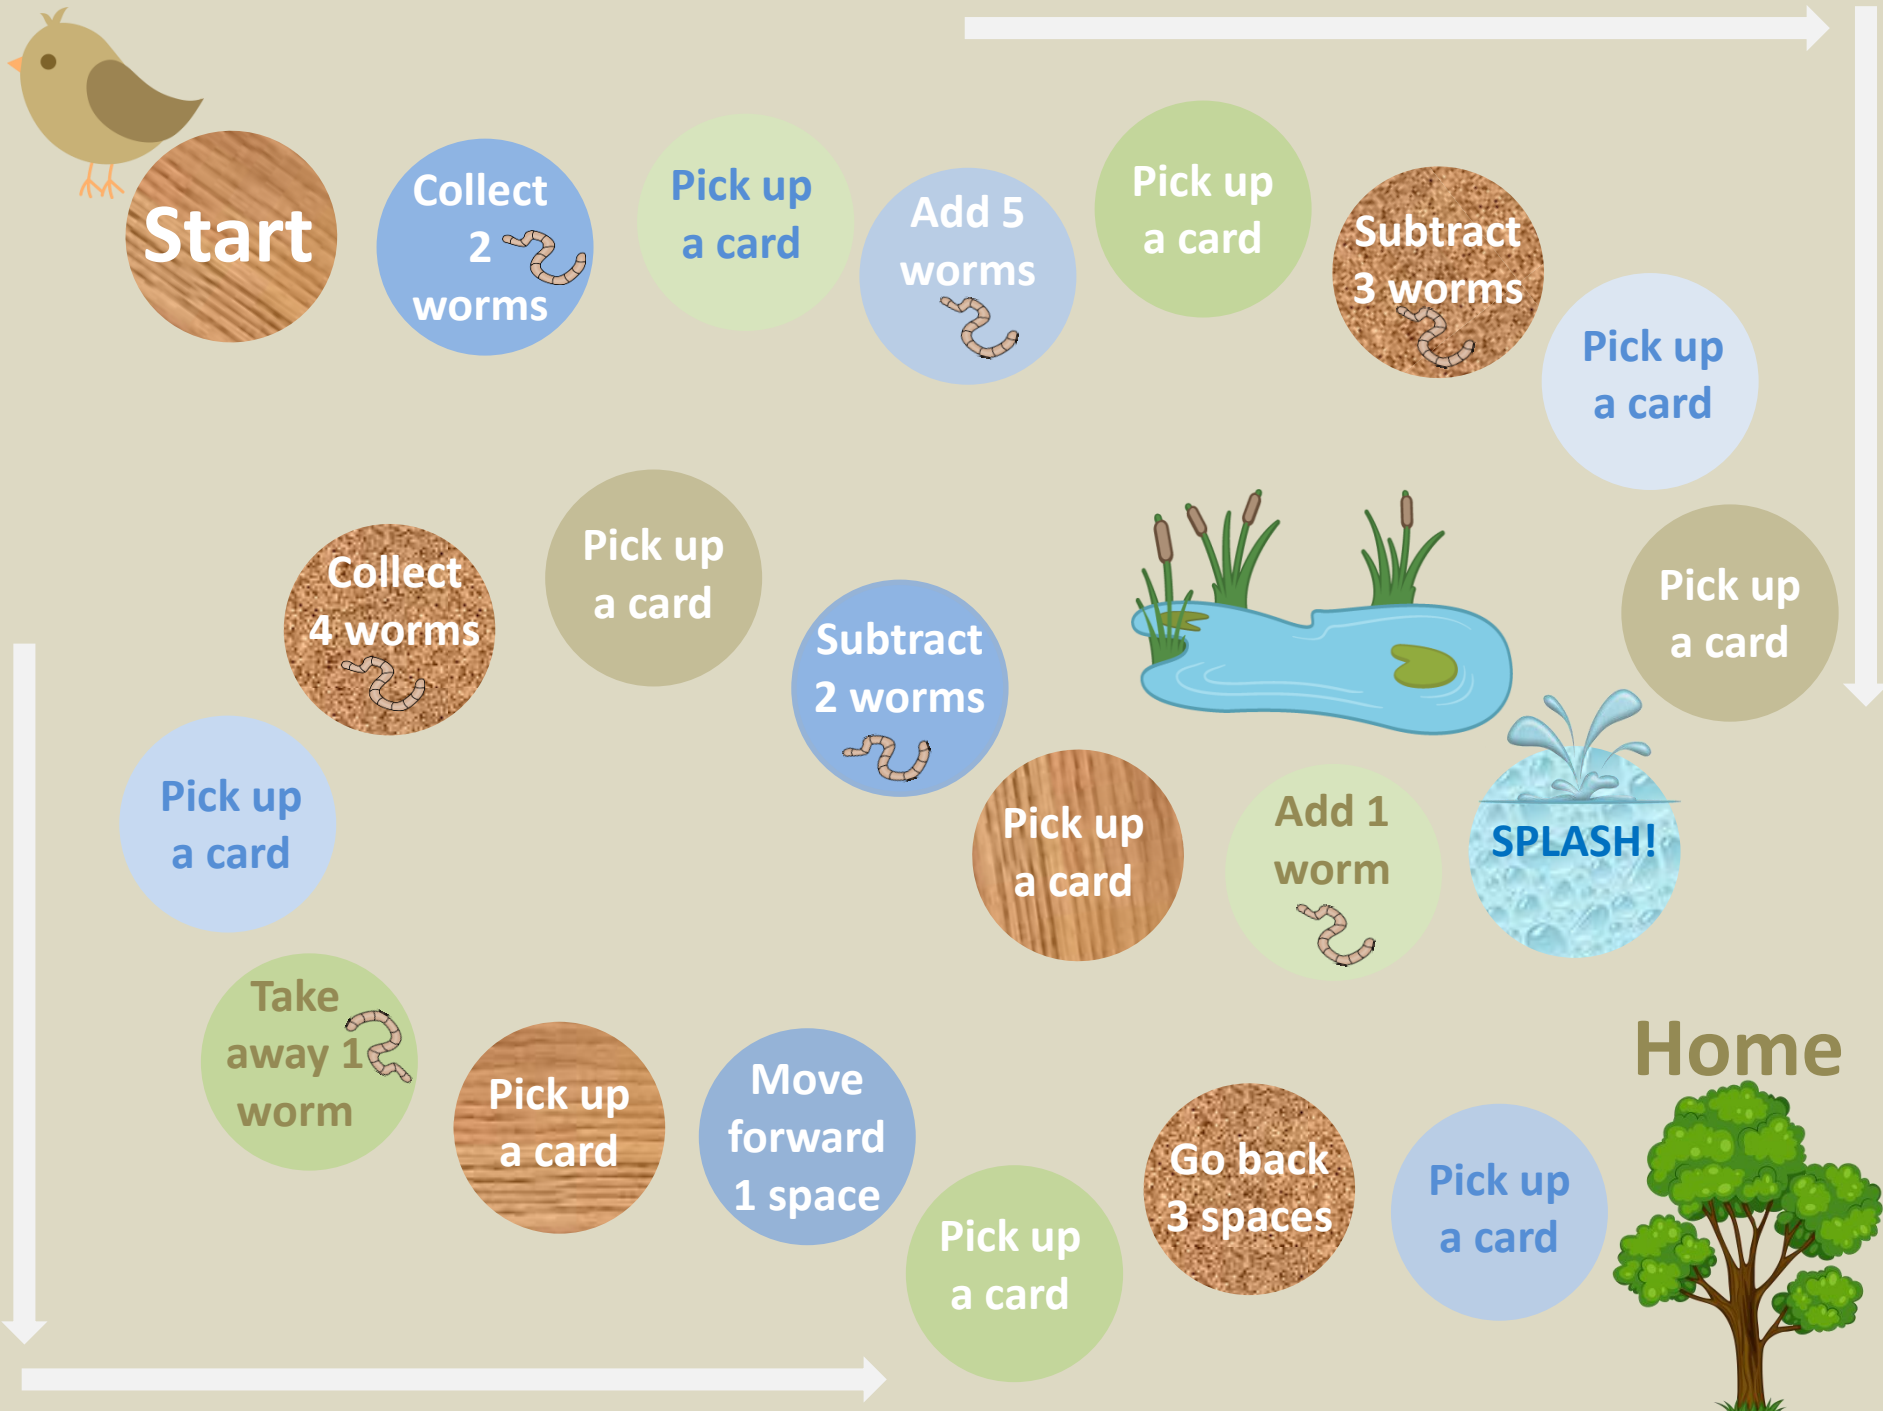 Start
Collect
2
worms
Pick up
a card
Add 5
worms
Pick up
a card
Subtract
3 worms
Pick up
a card
Pick up
a card
SPLASH!
Add 1
worm
Pick up
a card
Subtract
2 worms
Pick up
a card
Collect
4 worms
Pick up
a card
Take
away 1
worm
Pick up
a card
Move
forward
1 space
Pick up
a card
Go back
3 spaces
Pick up
a card
Home